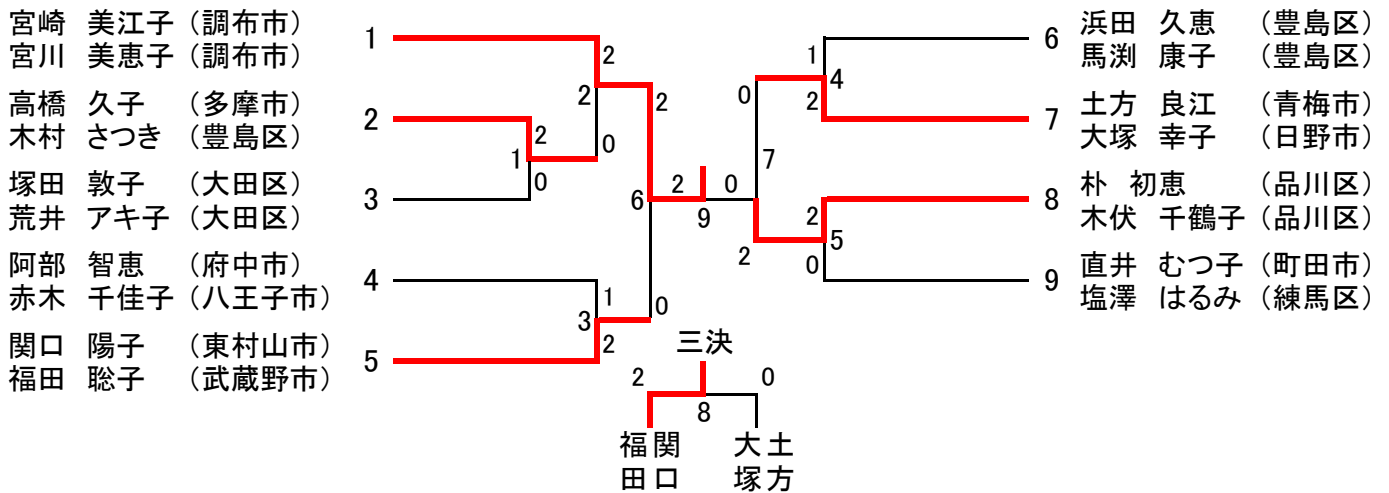 宮崎 美江子 (調布市)
宮川 美恵子 (調布市)
1
高橋 久子 (多摩市)
木村 さつき (豊島区)
2
塚田 敦子 (大田区)
荒井 アキ子 (大田区)
3
阿部 智恵 (府中市)
赤木 千佳子 (八王子市)
4
関口 陽子 (東村山市)
福田 聡子 (武蔵野市)
5
2
2
2
1
0
0
2
6
1
3
2
0
2
0
9
0
7
2
1
4
2
2
5
0
6
浜田 久恵 (豊島区)
馬渕 康子 (豊島区)
7
土方 良江 (青梅市)
大塚 幸子 (日野市)
8
朴 初恵 (品川区)
木伏 千鶴子 (品川区)
9
直井 むつ子 (町田市)
塩澤 はるみ (練馬区)
三決
2
0
8
関口
福田
土方
大塚